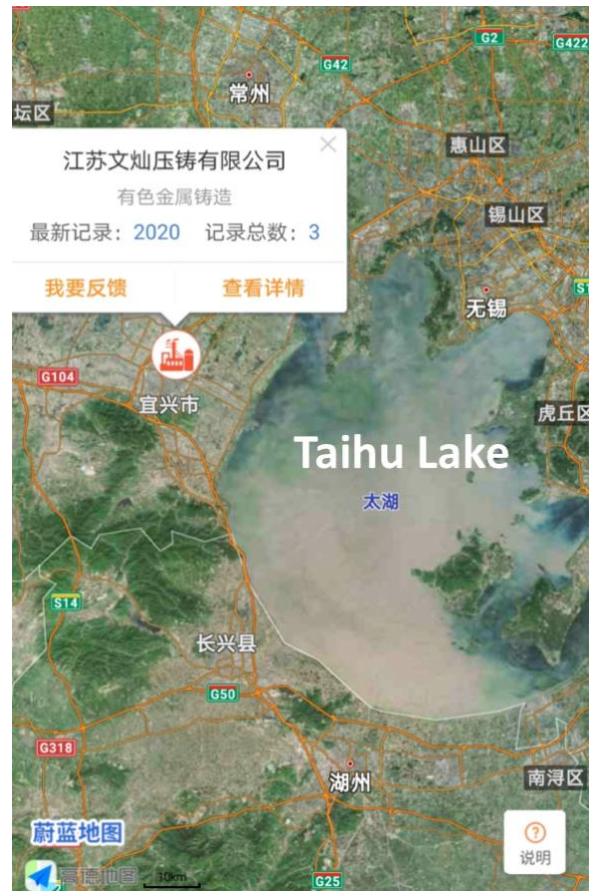 G2
G422
G42
常州
坛区
惠山区
江苏文灿压铸有限公司
有色金属铸造
最新记录：2020 记录总数：3
锡山区
我要反馈 查看详情
S1
无锡
G104
宜兴市
虎丘区
Taihu Lake
太湖
S14
长兴县
G50
G318
湖州
南浔区
蔚蓝地图
?
说明
高德地图
30km
G25